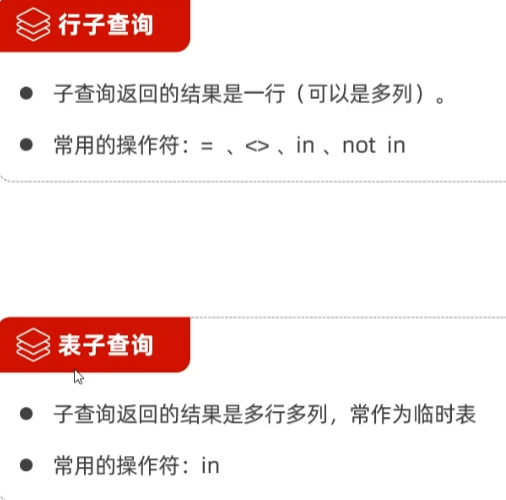 行子查询
● 子查询返回的结果是一行（可以是多列）。
● 常用的操作符：= 、<> 、in 、not in
表子查询
● 子查询返回的结果是多行多列，常作为临时表
● 常用的操作符：in